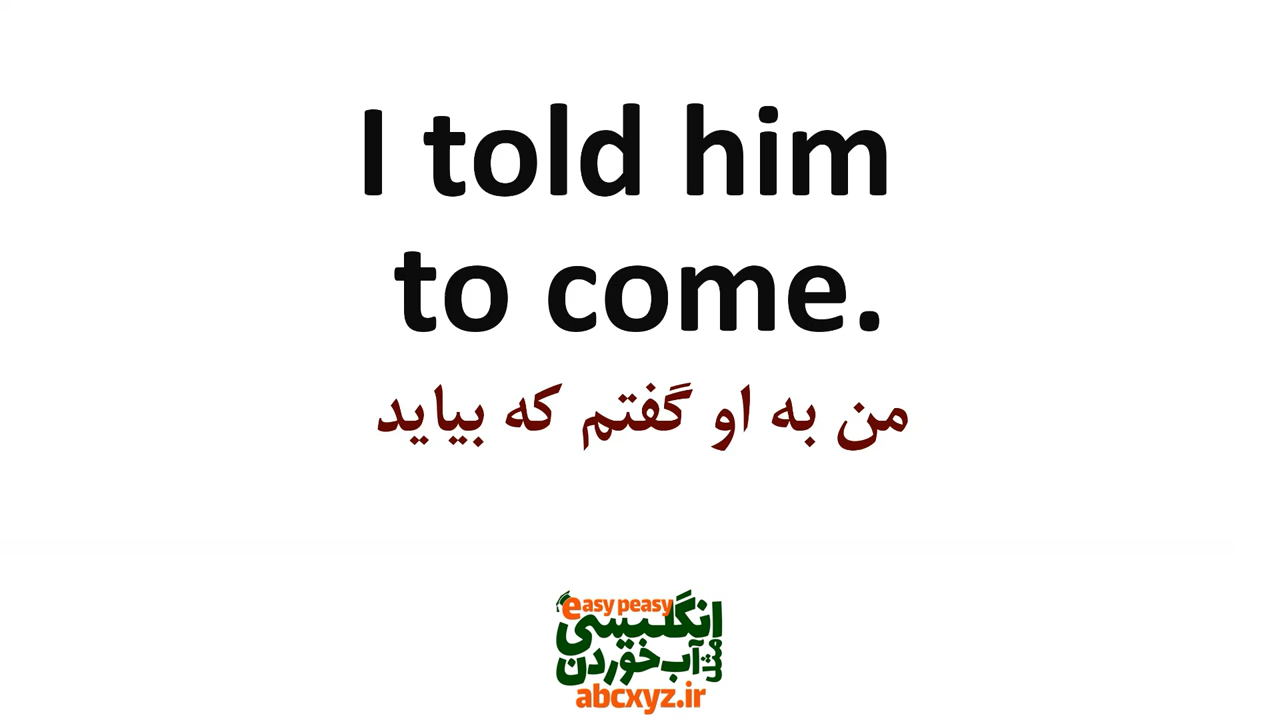 I told him
to come.
من به او گفتم که بیاید
easy peasy
انگلیسی
مثل آب خوردن
abcxyz.ir